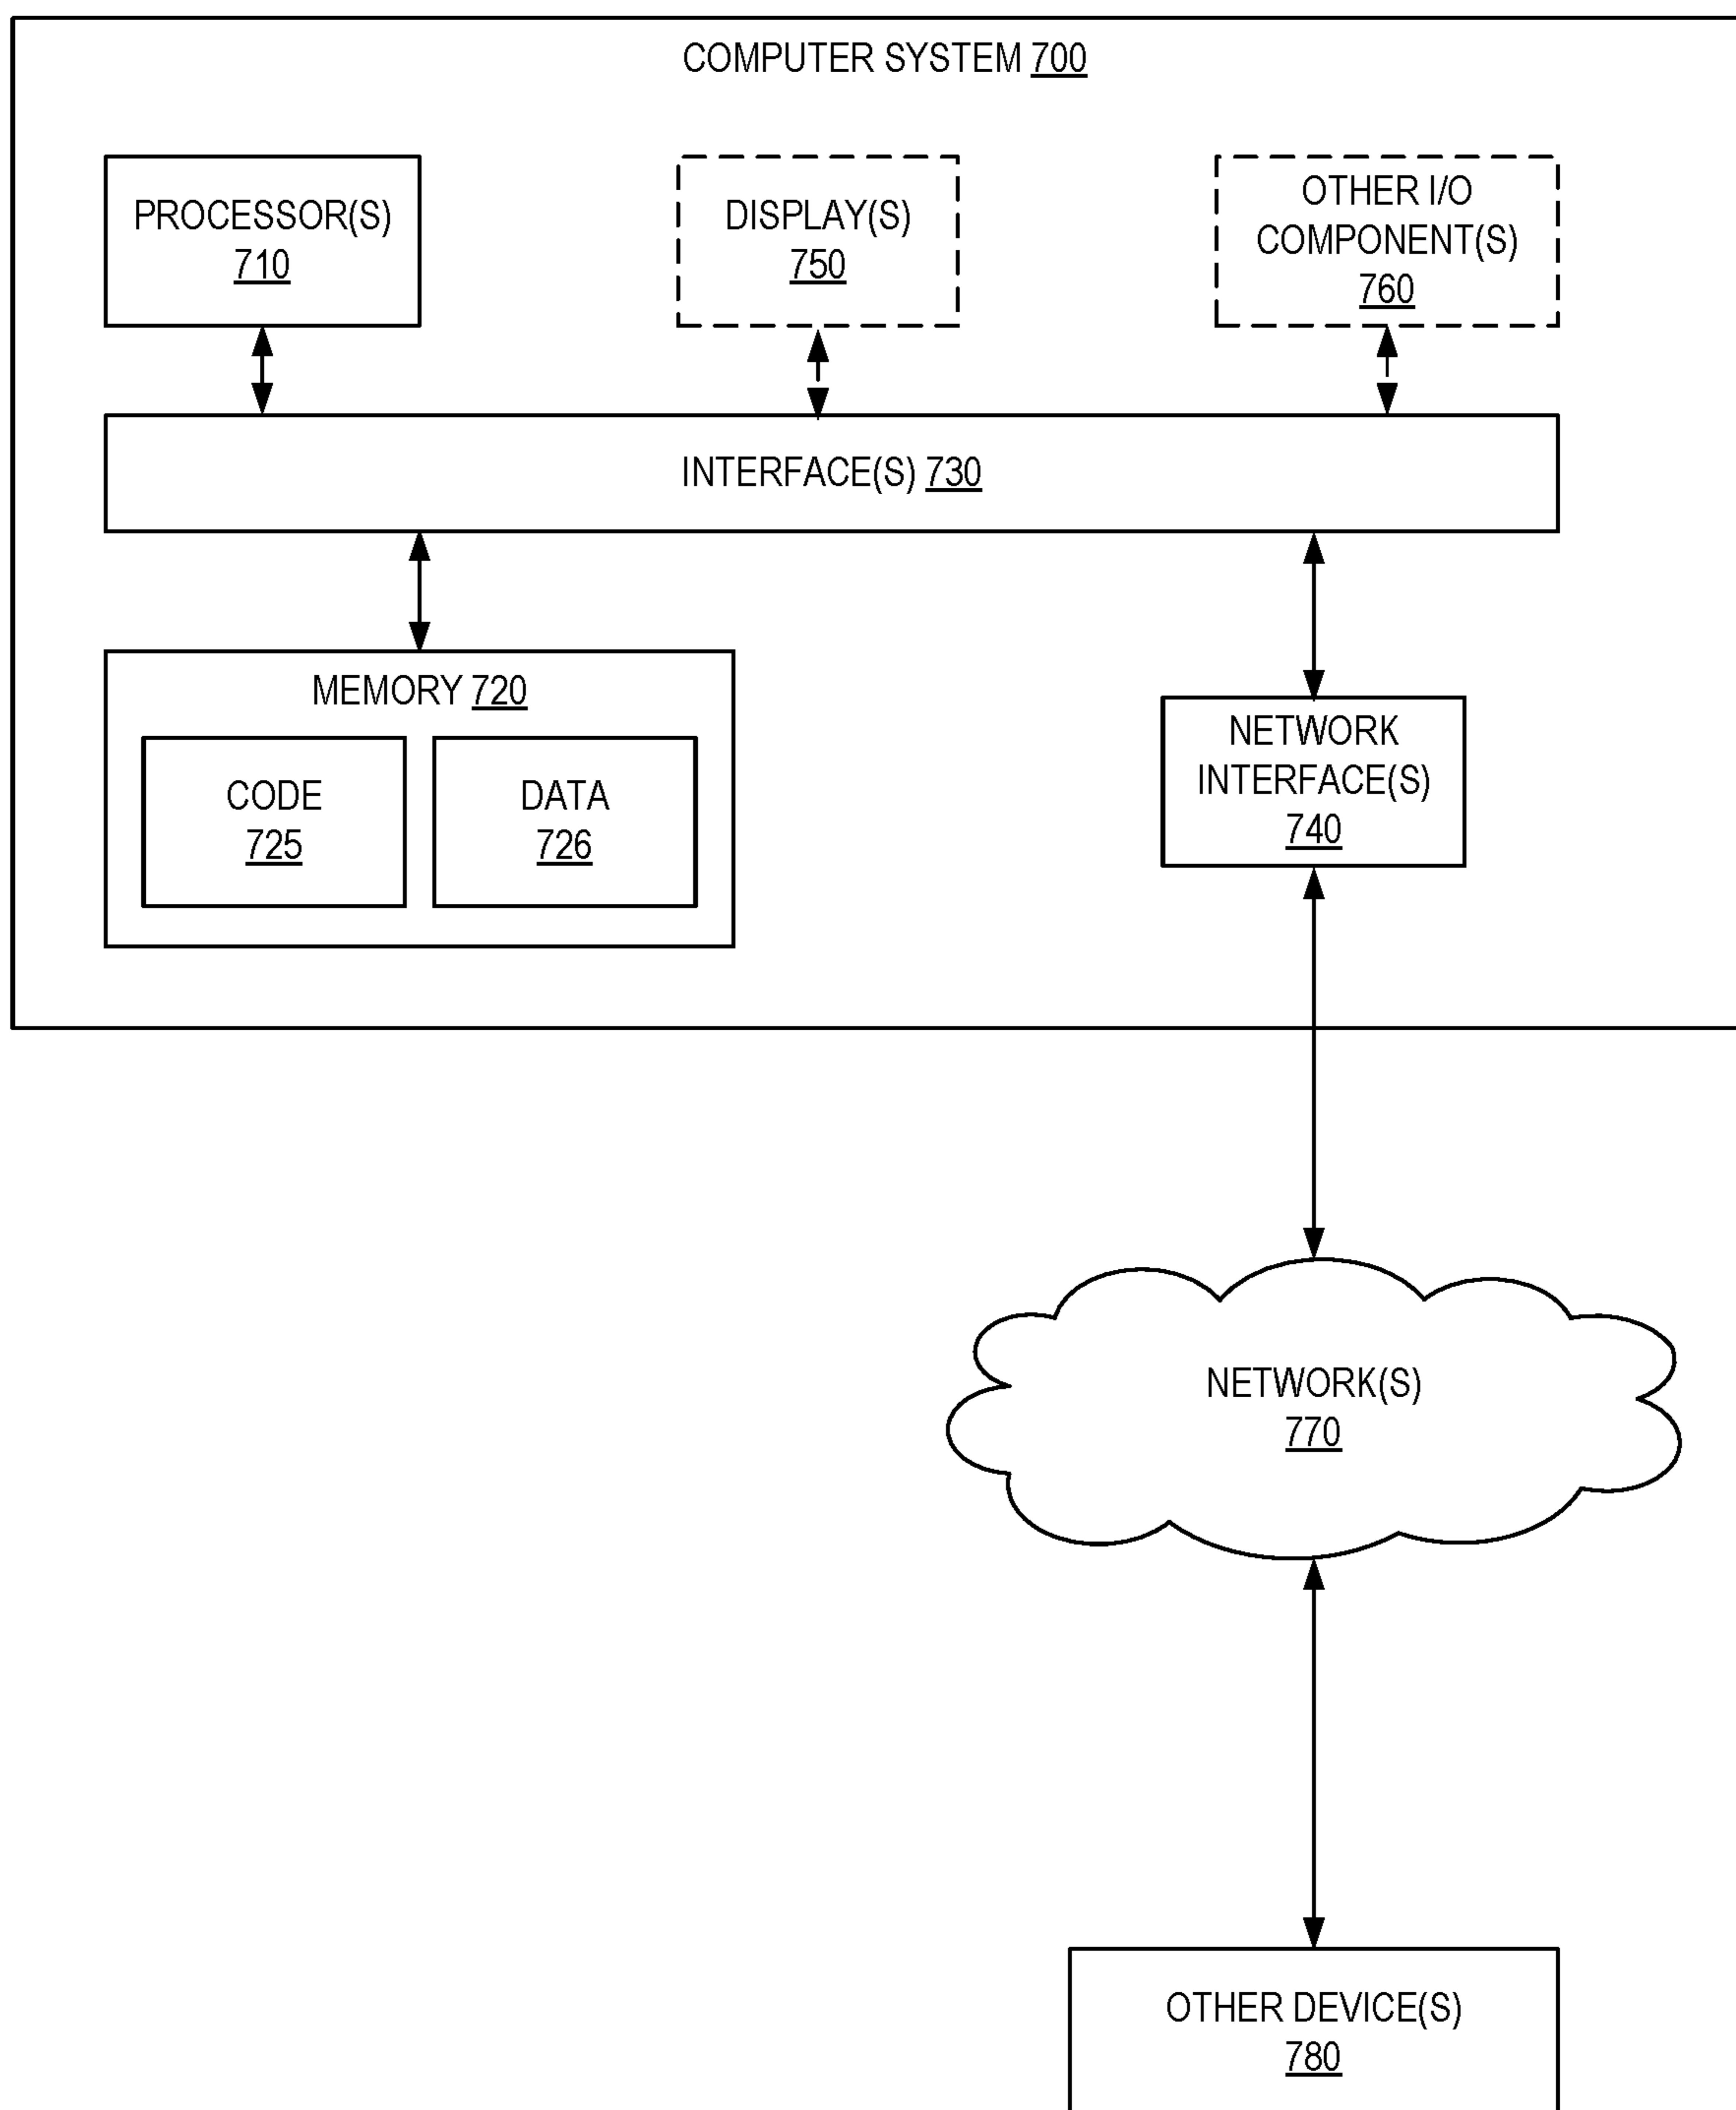 COMPUTER SYSTEM 700
PROCESSOR(S)
710
DISPLAY(S)
750
OTHER I/O
COMPONENT(S)
760
INTERFACE(S) 730
MEMORY 720
CODE
725
DATA
726
NETWORK
INTERFACE(S)
740
NETWORK(S)
770
OTHER DEVICE(S)
780